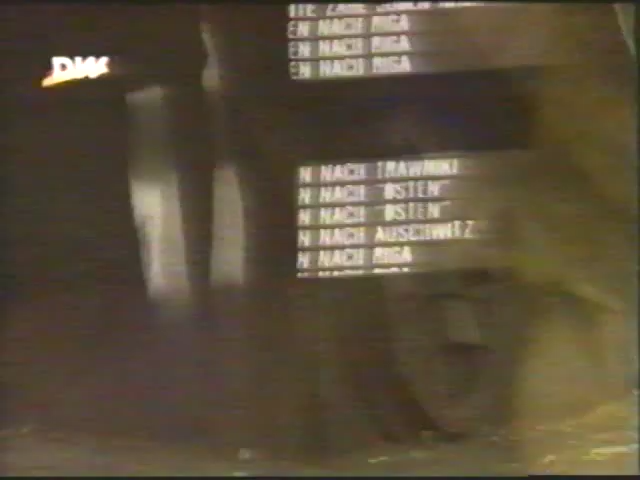 DW
EN NACH RIGA
EN NACH RIGA
EN NACH RIGA
N NACH TRAWNIKI
N NACH "OSTEN"
N NACH "OSTEN"
N NACH AUSCHWITZ
N NACH RIGA